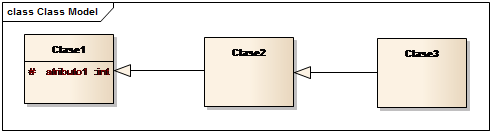 class Class Model
Clase1
# atributo1 :int
Clase2
Clase3